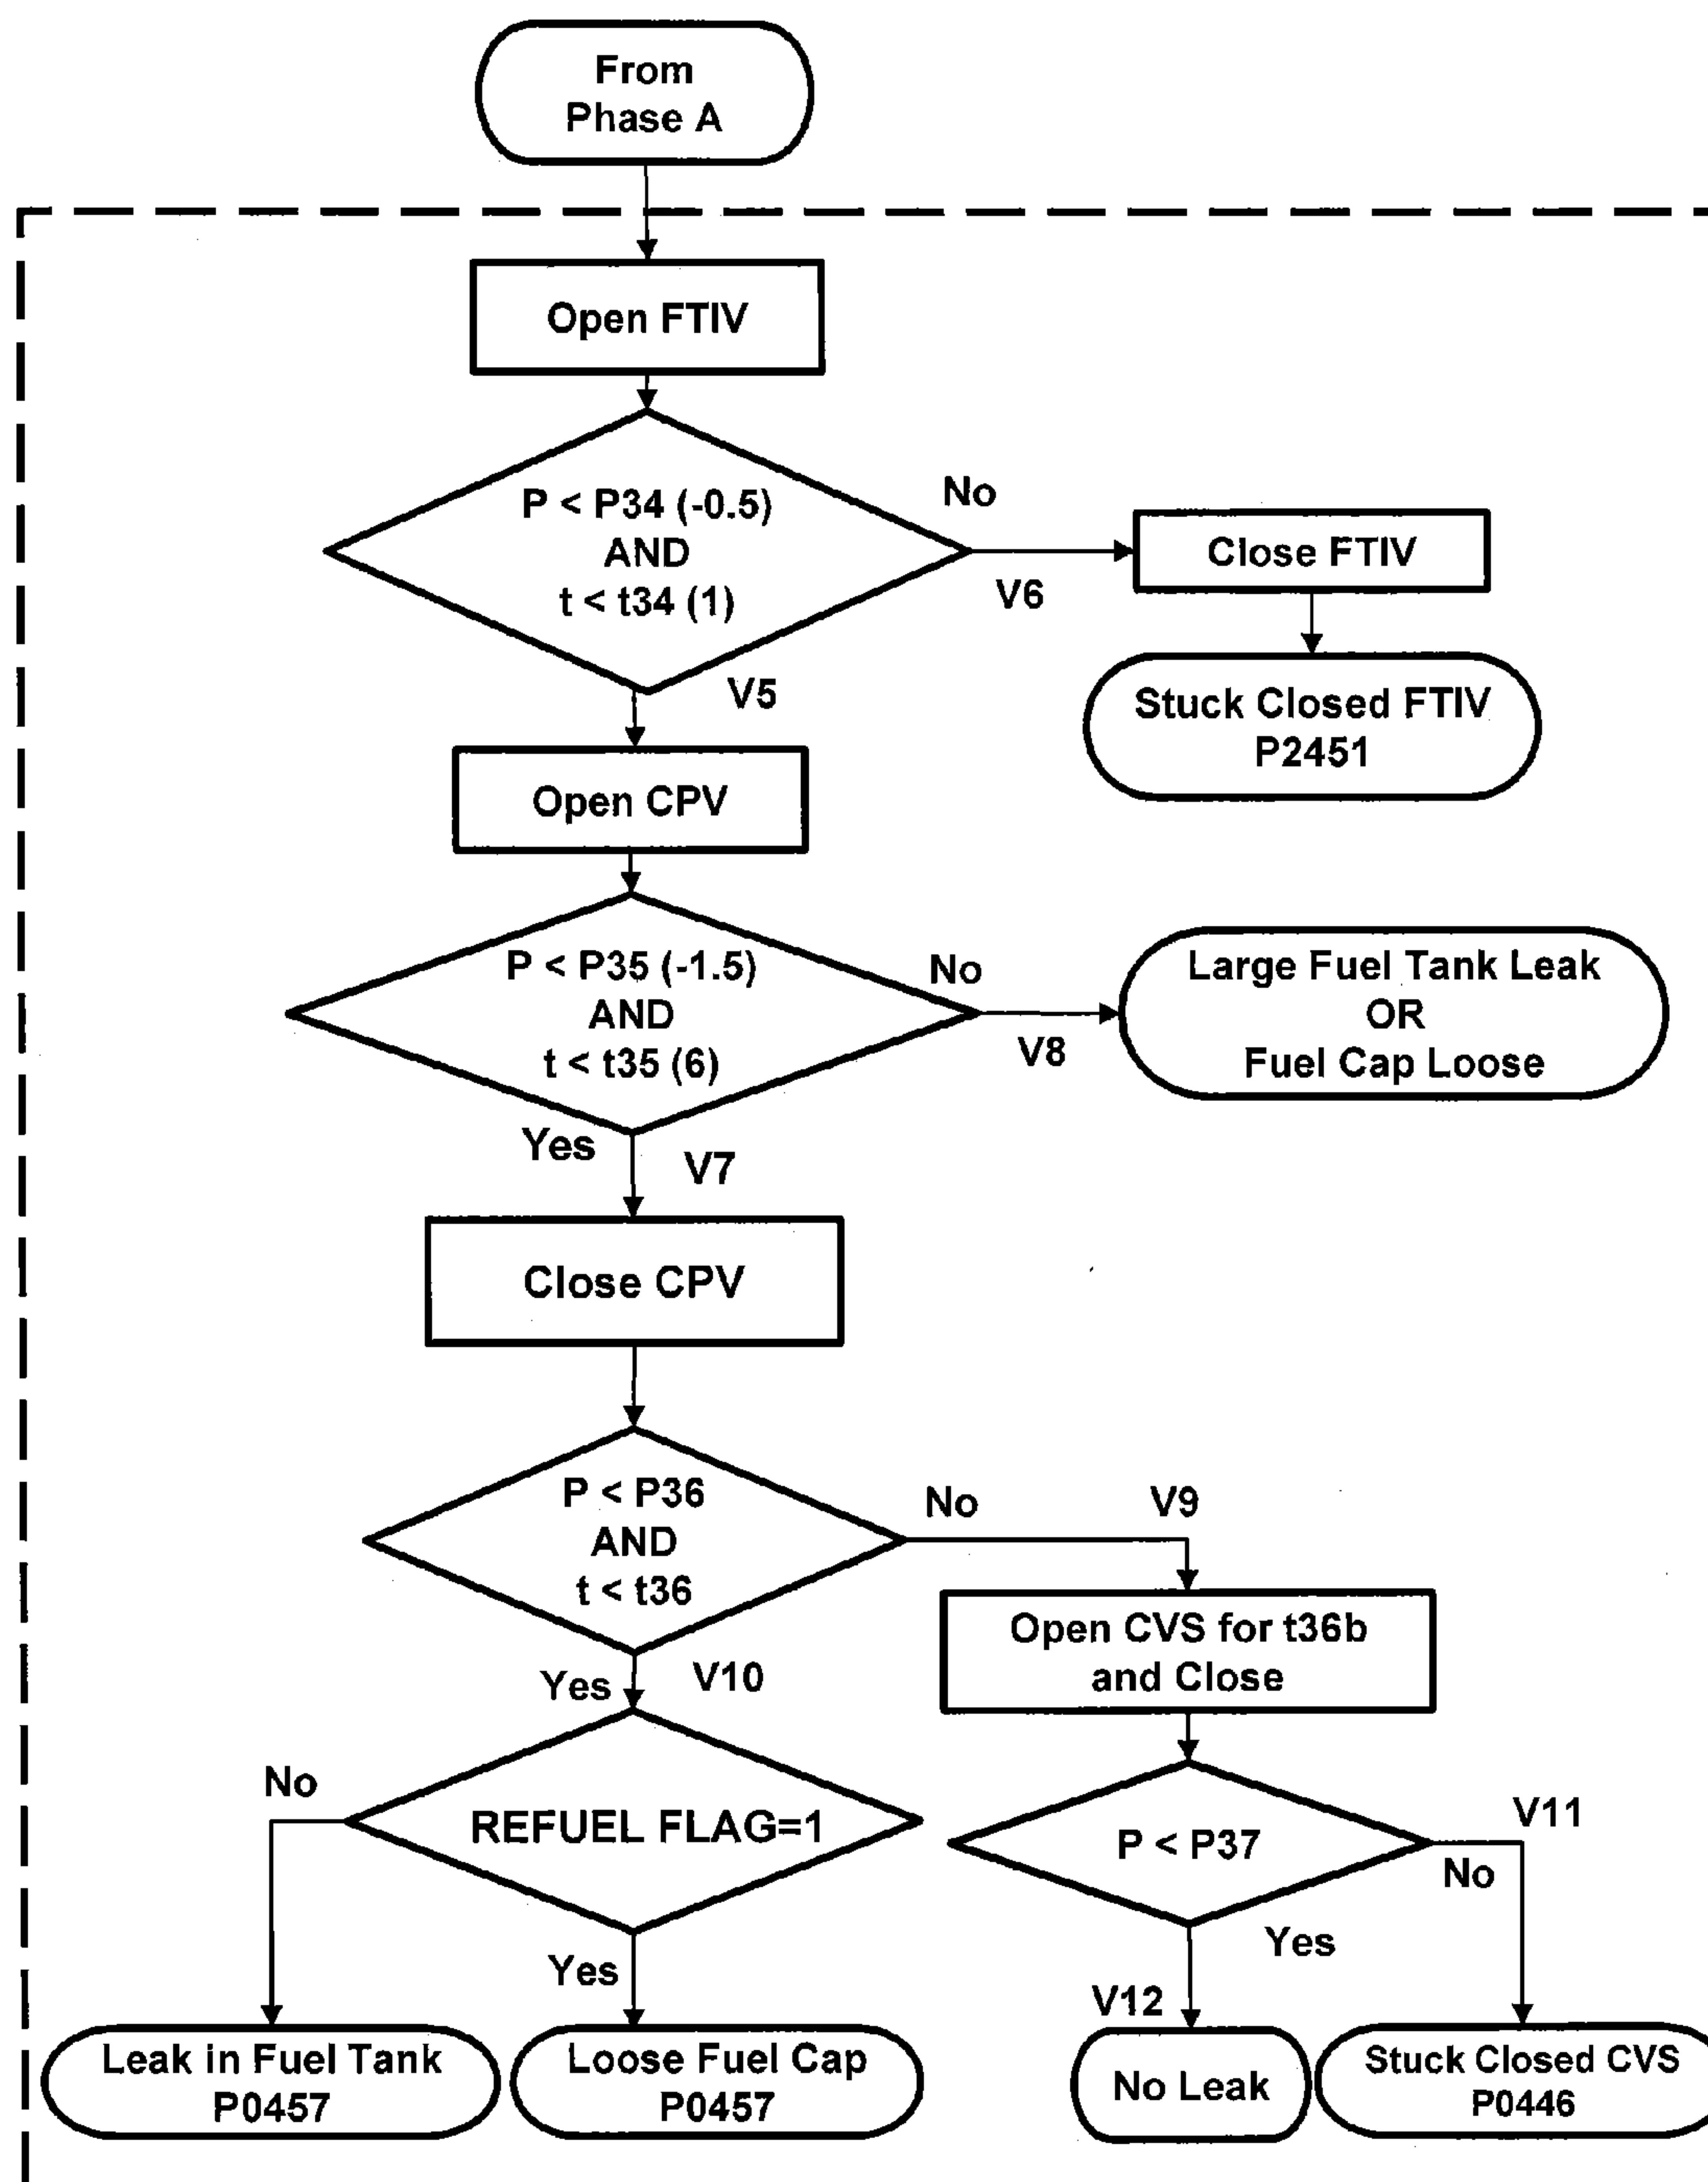 From
Phase A
Open FTIV
P < P34 (-0.5)
AND
t < t34 (1)
No
V6
Close FTIV
Stuck Closed FTIV
P2451
V5
Open CPV
P < P35 (-1.5)
AND
t < t35 (6)
No
V8
Large Fuel Tank Leak
OR
Fuel Cap Loose
Yes
V7
Close CPV
P < P36
AND
t < t36
No
V9
Open CVS for t36b
and Close
Yes
V10
REFUEL FLAG=1
No
Yes
P < P37
V11
No
Yes
V12
Leak in Fuel Tank
P0457
Loose Fuel Cap
P0457
No Leak
Stuck Closed CVS
P0446